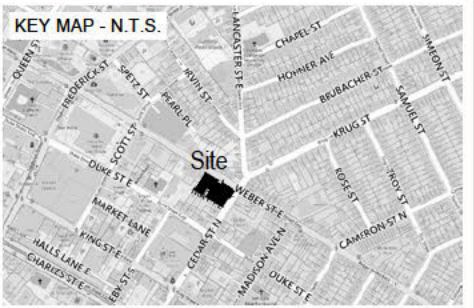 KEY MAP - N.T.S.
LANCASTER ST E
CHAPEL ST
QUEEN ST
FREDERICK ST
SPETZ ST
IRVIN ST
HOHNER AVE
SIMEON ST
PEARL PL
BRUBACHER ST
SAMUEL ST
SCOTT ST
KRUG ST
Site
DUKE ST E
WEBER ST E
ROSE ST
TROY ST
MARKET LANE
CEDAR ST N
CAMERON ST N
KING ST E
MADISON AVE N
HALLS LANE E
EBY ST S
DUKE ST E
CHARLES ST E